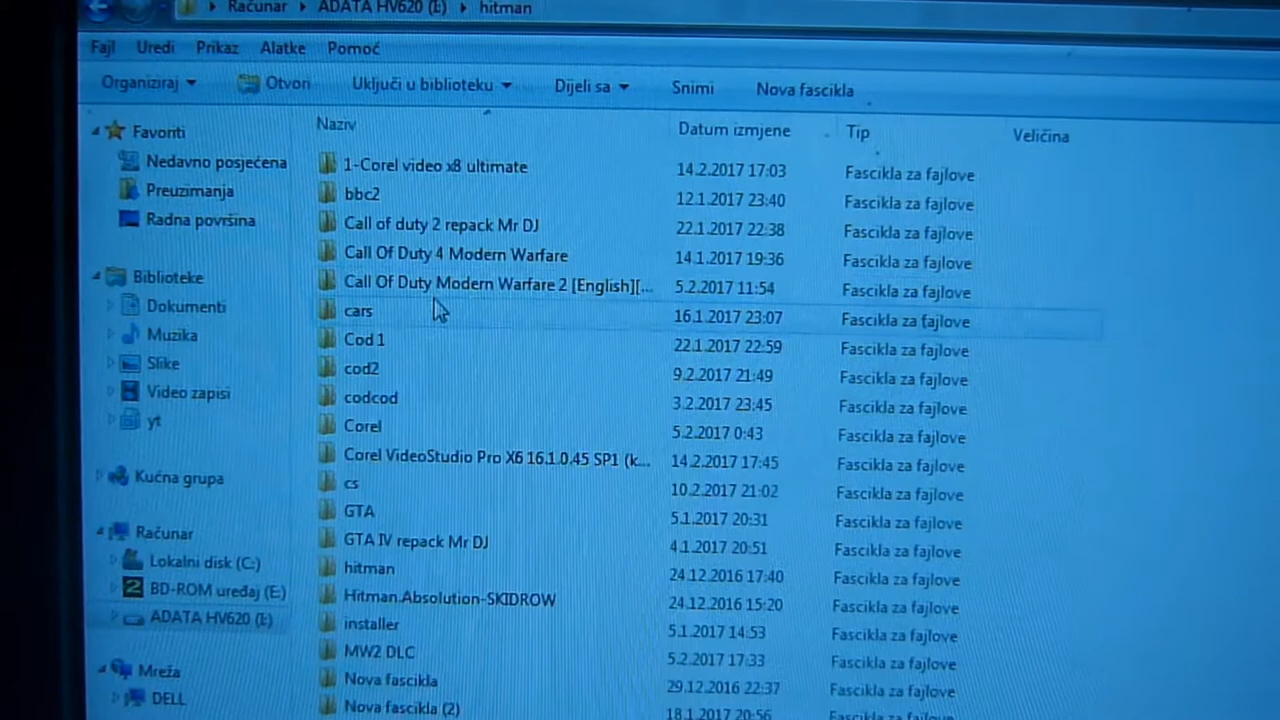 Računar ▸ ADATA HV620 (I:) ▸ hitman
Fajl Uredi Prikaz Alatke Pomoć
Organiziraj Otvori Uključi u biblioteku Dijeli sa Snimi Nova fascikla
Naziv Datum izmjene Tip Veličina
Favoriti
Nedavno posjećena
Preuzimanja
Radna površina
Biblioteke
Dokumenti
Muzika
Slike
Video zapisi
yt
Kućna grupa
Računar
Lokalni disk (C:)
BD-ROM uređaj (E:)
ADATA HV620 (I:)
Mreža
DELL
1-Corel video x8 ultimate 14.2.2017 17:03 Fascikla za fajlove
bbc2 12.1.2017 23:40 Fascikla za fajlove
Call of duty 2 repack Mr DJ 22.1.2017 22:38 Fascikla za fajlove
Call Of Duty 4 Modern Warfare 14.1.2017 19:36 Fascikla za fajlove
Call Of Duty Modern Warfare 2 [English][... 5.2.2017 11:54 Fascikla za fajlove
cars 16.1.2017 23:07 Fascikla za fajlove
Cod 1 22.1.2017 22:59 Fascikla za fajlove
cod2 9.2.2017 21:49 Fascikla za fajlove
codcod 3.2.2017 23:45 Fascikla za fajlove
Corel 5.2.2017 0:43 Fascikla za fajlove
Corel VideoStudio Pro X6 16.1.0.45 SP1 (k... 14.2.2017 17:45 Fascikla za fajlove
cs 10.2.2017 21:02 Fascikla za fajlove
GTA 5.1.2017 20:31 Fascikla za fajlove
GTA IV repack Mr DJ 4.1.2017 20:51 Fascikla za fajlove
hitman 24.12.2016 17:40 Fascikla za fajlove
Hitman.Absolution-SKIDROW 24.12.2016 15:20 Fascikla za fajlove
installer 5.1.2017 14:53 Fascikla za fajlove
MW2 DLC 5.2.2017 17:33 Fascikla za fajlove
Nova fascikla 29.12.2016 22:37 Fascikla za fajlove
Nova fascikla (2) 18.1.2017 20:56 Fascikla za fajlove